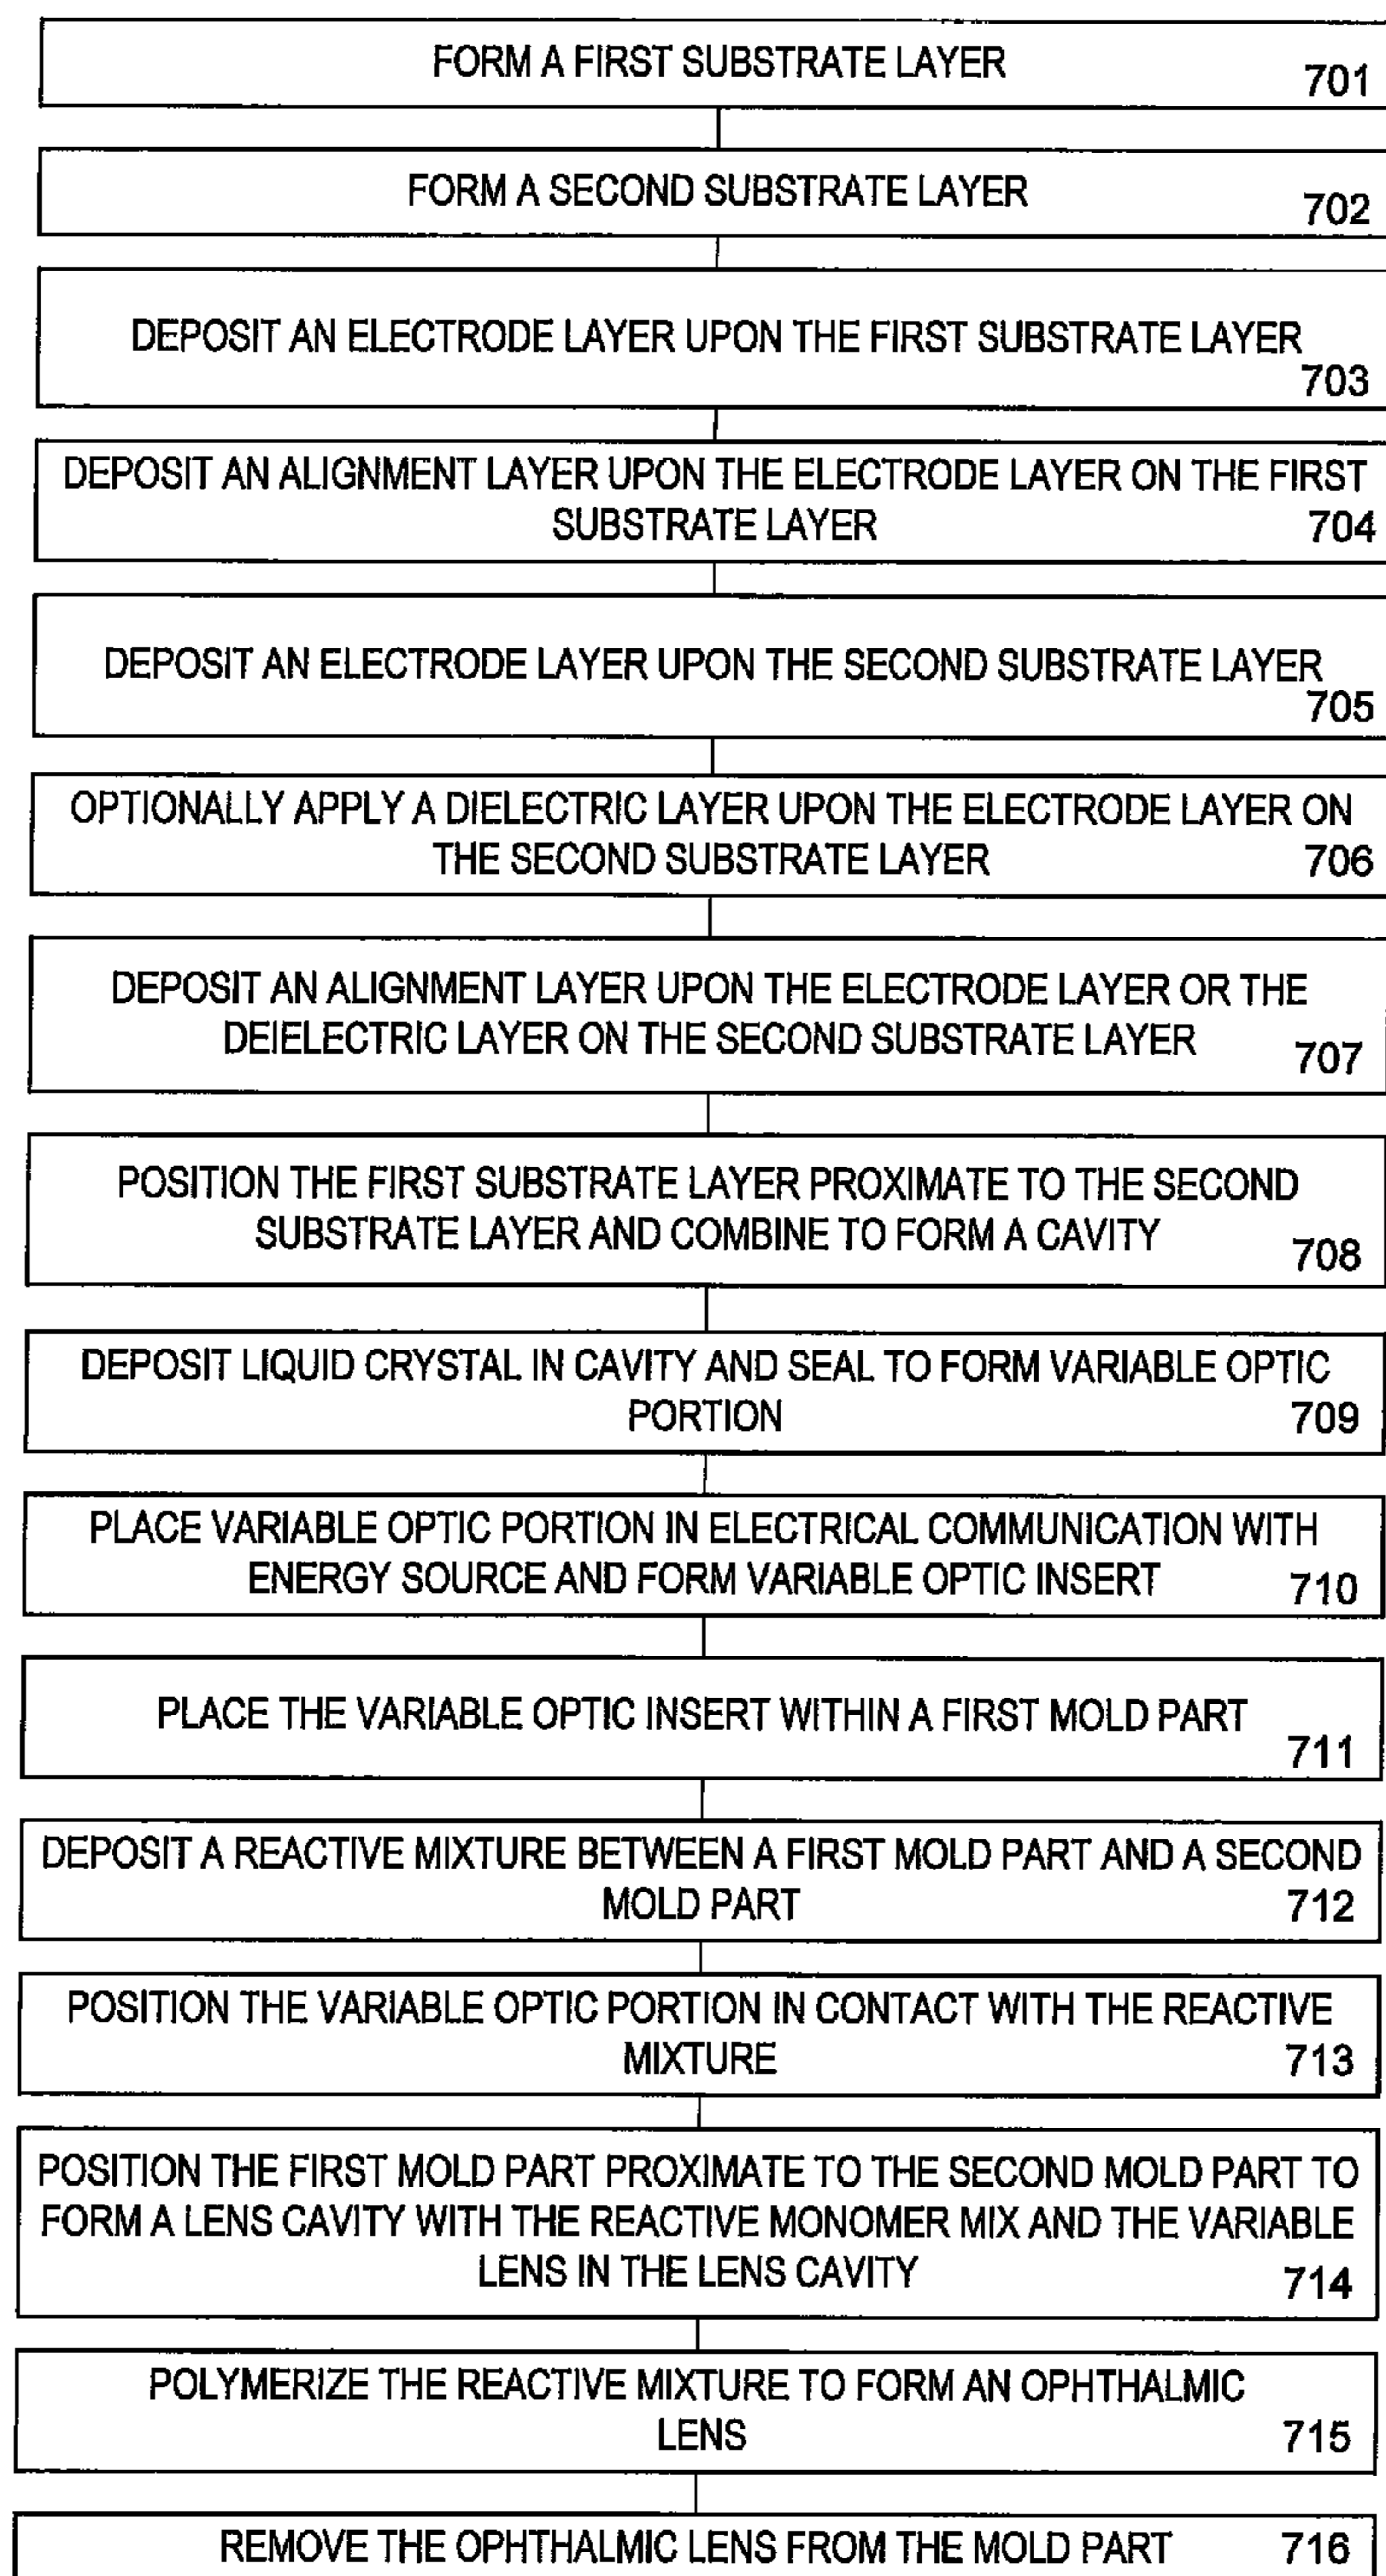 FORM A FIRST SUBSTRATE LAYER
701
FORM A SECOND SUBSTRATE LAYER
702
DEPOSIT AN ELECTRODE LAYER UPON THE FIRST SUBSTRATE LAYER
703
DEPOSIT AN ALIGNMENT LAYER UPON THE ELECTRODE LAYER ON THE FIRST
SUBSTRATE LAYER 704
DEPOSIT AN ELECTRODE LAYER UPON THE SECOND SUBSTRATE LAYER
705
OPTIONALLY APPLY A DIELECTRIC LAYER UPON THE ELECTRODE LAYER ON
THE SECOND SUBSTRATE LAYER 706
DEPOSIT AN ALIGNMENT LAYER UPON THE ELECTRODE LAYER OR THE
DEIELECTRIC LAYER ON THE SECOND SUBSTRATE LAYER 707
POSITION THE FIRST SUBSTRATE LAYER PROXIMATE TO THE SECOND
SUBSTRATE LAYER AND COMBINE TO FORM A CAVITY 708
DEPOSIT LIQUID CRYSTAL IN CAVITY AND SEAL TO FORM VARIABLE OPTIC
PORTION 709
PLACE VARIABLE OPTIC PORTION IN ELECTRICAL COMMUNICATION WITH
ENERGY SOURCE AND FORM VARIABLE OPTIC INSERT 710
PLACE THE VARIABLE OPTIC INSERT WITHIN A FIRST MOLD PART
711
DEPOSIT A REACTIVE MIXTURE BETWEEN A FIRST MOLD PART AND A SECOND
MOLD PART 712
POSITION THE VARIABLE OPTIC PORTION IN CONTACT WITH THE REACTIVE
MIXTURE 713
POSITION THE FIRST MOLD PART PROXIMATE TO THE SECOND MOLD PART TO
FORM A LENS CAVITY WITH THE REACTIVE MONOMER MIX AND THE VARIABLE
LENS IN THE LENS CAVITY 714
POLYMERIZE THE REACTIVE MIXTURE TO FORM AN OPHTHALMIC
LENS 715
REMOVE THE OPHTHALMIC LENS FROM THE MOLD PART 716